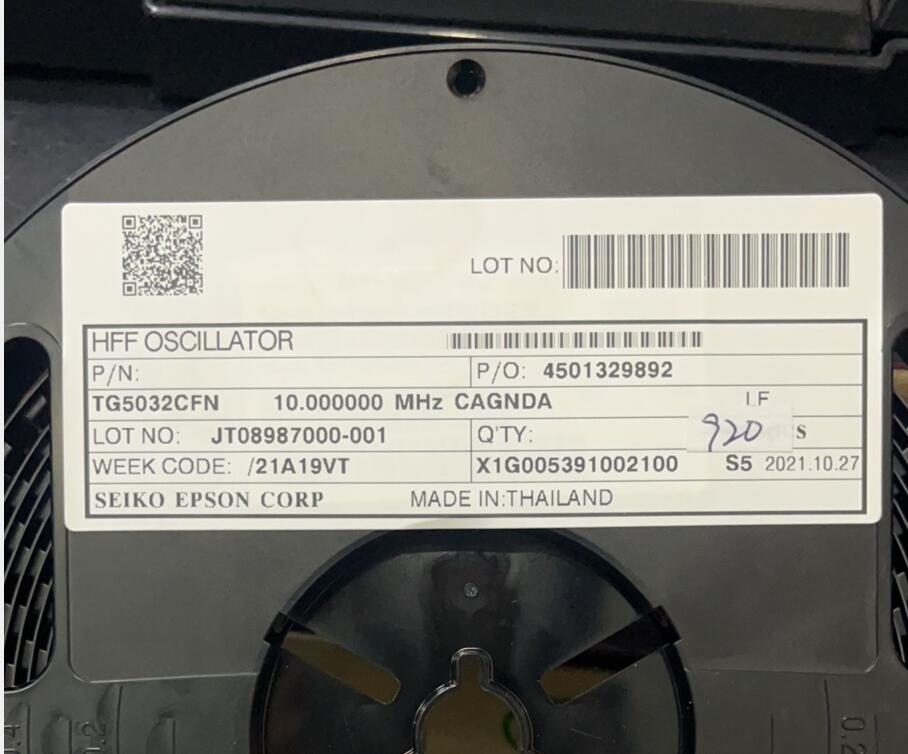 LOT NO:
HFF OSCILLATOR
P/N:
P/O: 4501329892
TG5032CFN 10.000000 MHz CAGNDA LF
LOT NO: JT08987000-001
Q'TY: 920 S
WEEK CODE: /21A19VT
X1G005391002100 S5 2021.10.27
SEIKO EPSON CORP MADE IN:THAILAND